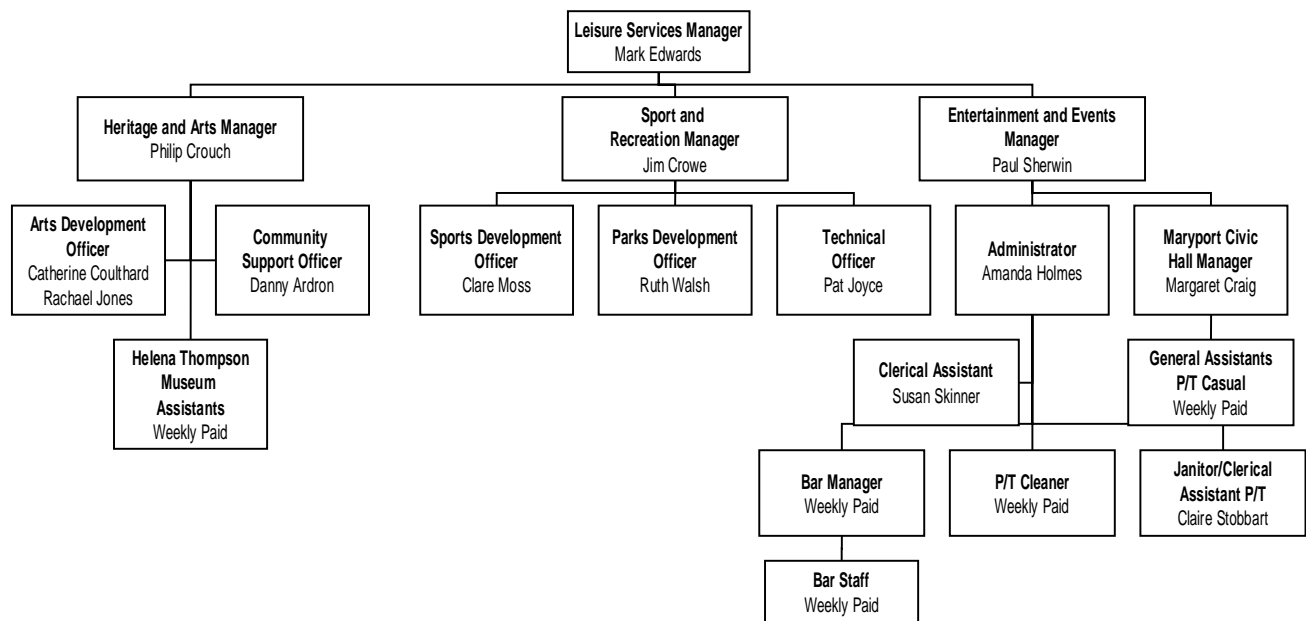 Leisure Services Manager
Mark Edwards
Heritage and Arts Manager
Philip Crouch
Sport and
Recreation Manager
Jim Crowe
Entertainment and Events
Manager
Paul Sherwin
Arts Development
Officer
Catherine Coulthard
Rachael Jones
Community
Support Officer
Danny Ardron
Sports Development
Officer
Clare Moss
Parks Development
Officer
Ruth Walsh
Technical
Officer
Pat Joyce
Administrator
Amanda Holmes
Maryport Civic
Hall Manager
Margaret Craig
Helena Thompson
Museum
Assistants
Weekly Paid
Clerical Assistant
Susan Skinner
General Assistants
P/T Casual
Weekly Paid
Bar Manager
Weekly Paid
P/T Cleaner
Weekly Paid
Janitor/Clerical
Assistant P/T
Claire Stobbart
Bar Staff
Weekly Paid